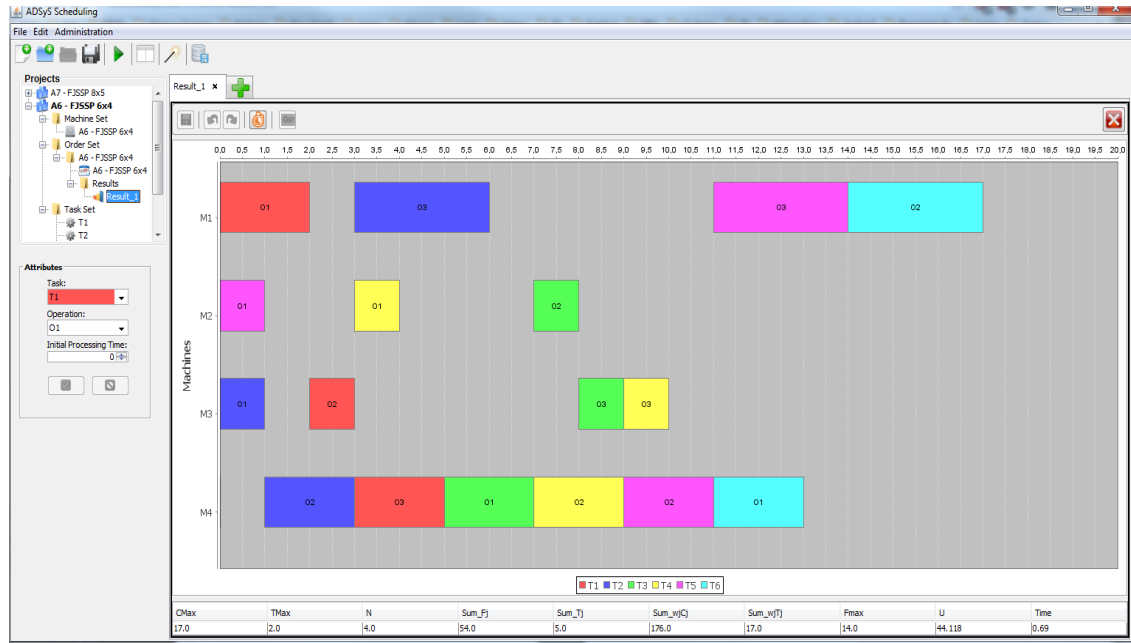 ADSyS Scheduling
File Edit Administration
Projects
A7 - FJSSP 8x5
A6 - FJSSP 6x4
Machine Set
A6 - FJSSP 6x4
Order Set
A6 - FJSSP 6x4
A6 - FJSSP 6x4
Results
Result_1
Task Set
T1
T2
Attributes
Task:
T1
Operation:
O1
Initial Processing Time:
0
Result_1
0,0 0,5 1,0 1,5 2,0 2,5 3,0 3,5 4,0 4,5 5,0 5,5 6,0 6,5 7,0 7,5 8,0 8,5 9,0 9,5 10,0 10,5 11,0 11,5 12,0 12,5 13,0 13,5 14,0 14,5 15,0 15,5 16,0 16,5 17,0 17,5 18,0 18,5 19,0 19,5 20,0
Machines
M1 O1 O3 O3 O2
M2 O1 O1 O2
M3 O1 O2 O3 O3
M4 O2 O3 O1 O2 O2 O1
T1 T2 T3 T4 T5 T6
CMax TMax N Sum_Fj Sum_Tj Sum_wjCj Sum_wjTj Fmax U Time
17.0 2.0 4.0 54.0 5.0 176.0 17.0 14.0 44.118 0.69